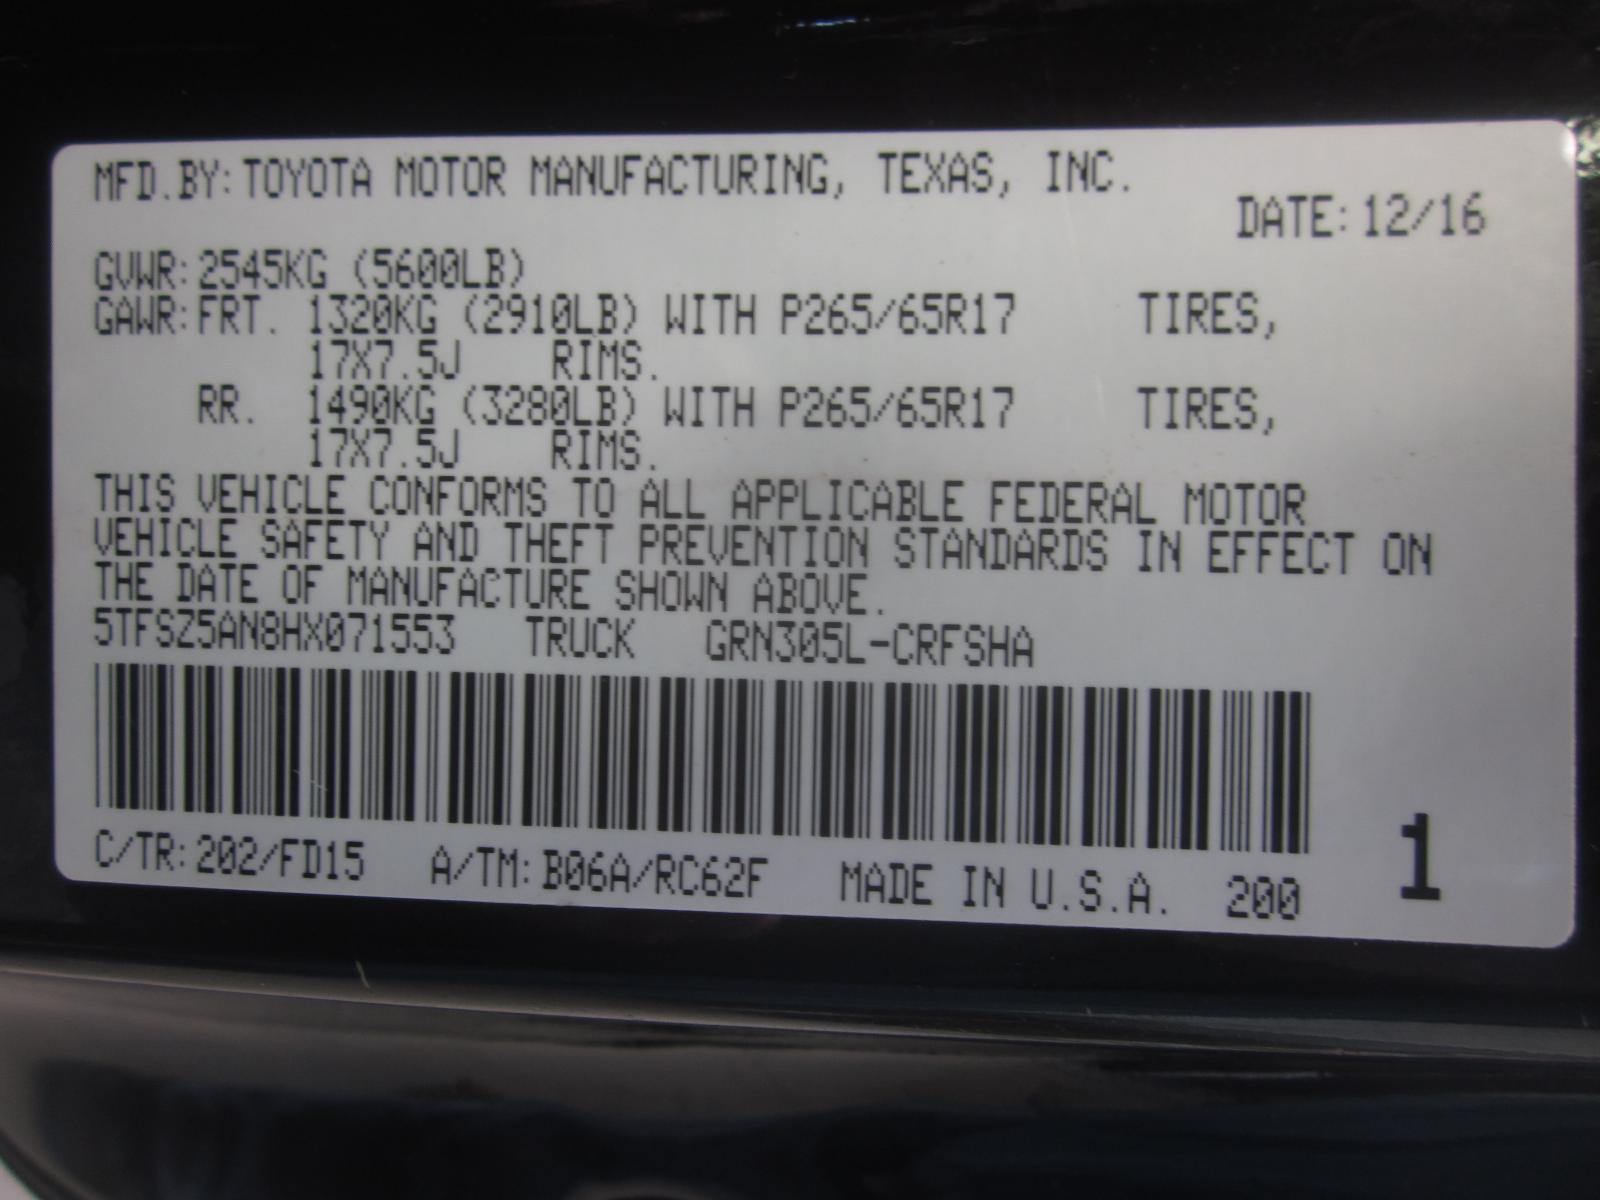 MFD.BY:TOYOTA MOTOR MANUFACTURING, TEXAS, INC.
DATE:12/16
GVWR:2545KG (5600LB)
GAWR:FRT. 1320KG (2910LB) WITH P265/65R17 TIRES,
17X7.5J RIMS.
RR. 1490KG (3280LB) WITH P265/65R17 TIRES,
17X7.5J RIMS.
THIS VEHICLE CONFORMS TO ALL APPLICABLE FEDERAL MOTOR
VEHICLE SAFETY AND THEFT PREVENTION STANDARDS IN EFFECT ON
THE DATE OF MANUFACTURE SHOWN ABOVE.
5TFSZ5AN8HX071553 TRUCK GRN305L-CRFSHA
C/TR:202/FD15 A/TM:B06A/RC62F MADE IN U.S.A. 200 1